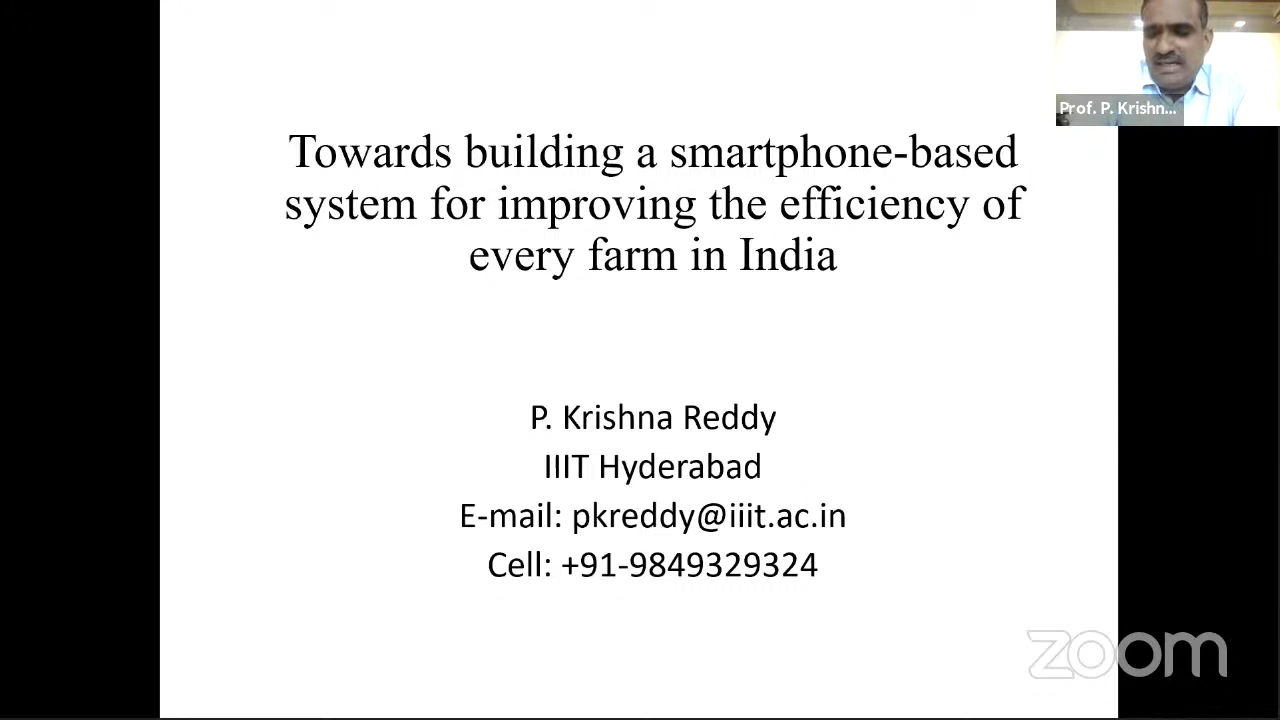 Prof. P. Krishn...
Towards building a smartphone-based
system for improving the efficiency of
every farm in India
P. Krishna Reddy
IIIT Hyderabad
E-mail: pkreddy@iiit.ac.in
Cell: +91-9849329324
zoom